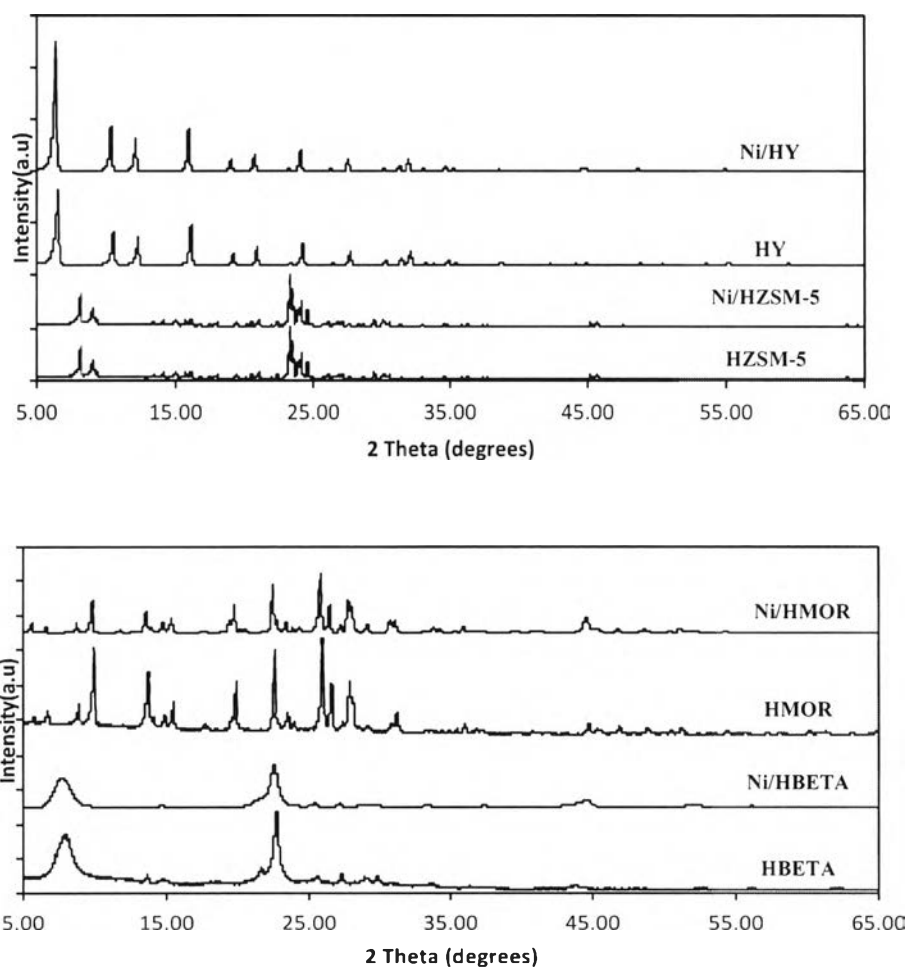 Intensity(a.u)
Ni/HY
HY
Ni/HZSM-5
HZSM-5
5.00 15.00 25.00 35.00 45.00 55.00 65.00
2 Theta (degrees)
Intensity(a.u)
Ni/HMOR
HMOR
Ni/HBETA
HBETA
5.00 15.00 25.00 35.00 45.00 55.00 65.00
2 Theta (degrees)